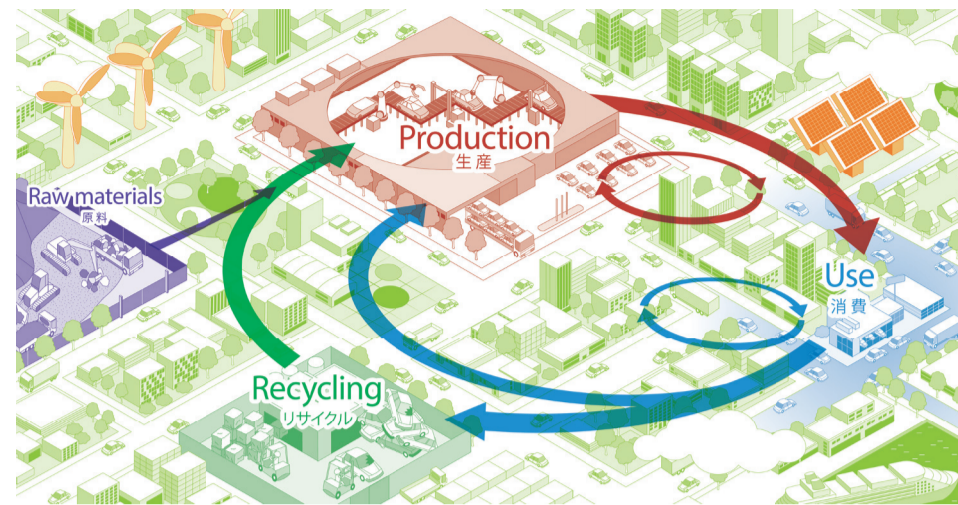 Production
生産
Raw materials
原料
Use
消費
Recycling
リサイクル